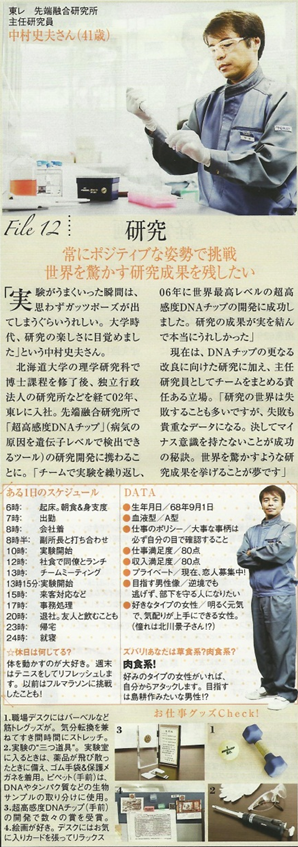 東レ 先端融合研究所
主任研究員
中村史夫さん(41歳)
File 12
研究
常にポジティブな姿勢で挑戦
世界を驚かす研究成果を残したい
「実験がうまくいった瞬間は、
思わずガッツポーズが出
てしまうぐらいうれしい。大学時
代、研究の楽しさに目覚めまし
た」という中村史夫さん。
北海道大学の理学研究科で
博士課程を修了後、独立行政
法人の研究所などを経て02年、
東レに入社。先端融合研究所で
「超高感度DNAチップ」(病気の
原因を遺伝子レベルで検出でき
るツール)の研究開発に携わるこ
とに。「チームで実験を繰り返し、
06年に世界最高レベルの超高
感度DNAチップの開発に成功
しました。研究の成果が実を結ん
で本当にうれしかった」
現在は、DNAチップの更なる
改良に向けた研究に加え、主任
研究員としてチームをまとめる責
任ある立場。「研究の世界は失
敗することも多いですが、失敗も
貴重なデータになる。決してマイ
ナス意識を持たないことが成功
の秘訣。世界を驚かすような研
究成果を挙げることが夢です」
ある1日のスケジュール
6時: 起床。朝食&身支度
7時: 出勤
8時: 会社着
8時半: 副所長と打ち合わせ
10時: 実験開始
12時: 社食で同僚とランチ
13時: チームミーティング
13時15分:実験開始
15時: 来客対応など
17時: 事務処理
20時: 退社。友人と飲むことも
23時: 帰宅
24時: 就寝
☆休日は何してる?
体を動かすのが大好き。週末
はテニスをしてリフレッシュしま
す。以前はフルマラソンに挑戦
したことも!
DATA
●生年月日/68年9月1日
●血液型/A型
●仕事のポリシー/大事な事柄は
必ず自分の目で確認すること
●仕事満足度/80点
●収入満足度/80点
●プライベート/現在、恋人募集中!
●目指す男性像/逆境でも
逃げず、部下を守る人になりたい
●好きなタイプの女性/明るく元気
で、気配りが上手にできる女性。
(憧れは北川景子さん!?)
ズバリ!あなたは草食系?肉食系?
肉食系!
好みのタイプの女性がいれば、
自分からアタックします。目指す
は島耕作みたいな男性!?
お仕事グッズCheck!
1.職場デスクにはバーベルなど
筋トレグッズが。気分転換を兼
ねてすき間時間にストレッチ。
2.実験の“三つ道具”。実験室
に入るときは、薬品が飛び散っ
たときに備え、ゴム手袋&保護メ
ガネを着用。ピペット(手前)は、
DNAやタンパク質などの生物
サンプルの取り分けに使用。
3.超高感度DNAチップ(手前)
の開発で数々の賞を受賞。
4.絵画が好き。デスクにはお気
に入りカードを張ってリラックス
3
1
4
2